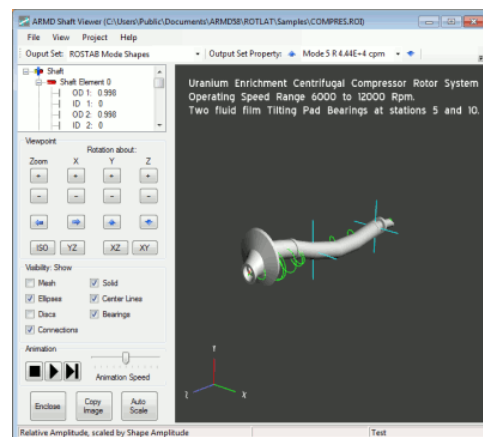 ARMD Shaft Viewer (C:\Users\Public\Documents\ARMD58\ROTLAT\Samples\COMPRES.ROI)
File View Project Help
Ouput Set: ROSTAB Mode Shapes Output Set Property: Mode 5 R 4.44E+4 cpm
Shaft
Shaft Element 0
OD 1: 0.998
ID 1: 0
OD 2: 0.998
ID 2: 0
Uranium Enrichment Centrifugal Compressor Rotor System
Operating Speed Range 6000 to 12000 Rpm.
Two fluid film Tilting Pad Bearings at stations 5 and 10.
Viewpoint
Rotation about:
Zoom X Y Z
+ + + +
- - - -
ISO YZ XZ XY
Visibility: Show
Mesh Solid
Ellipses Center Lines
Discs Bearings
Connections
Animation
Animation Speed
Enclose Copy Image Auto Scale
Y
Z X
Relative Amplitude, scaled by Shape Amplitude Test